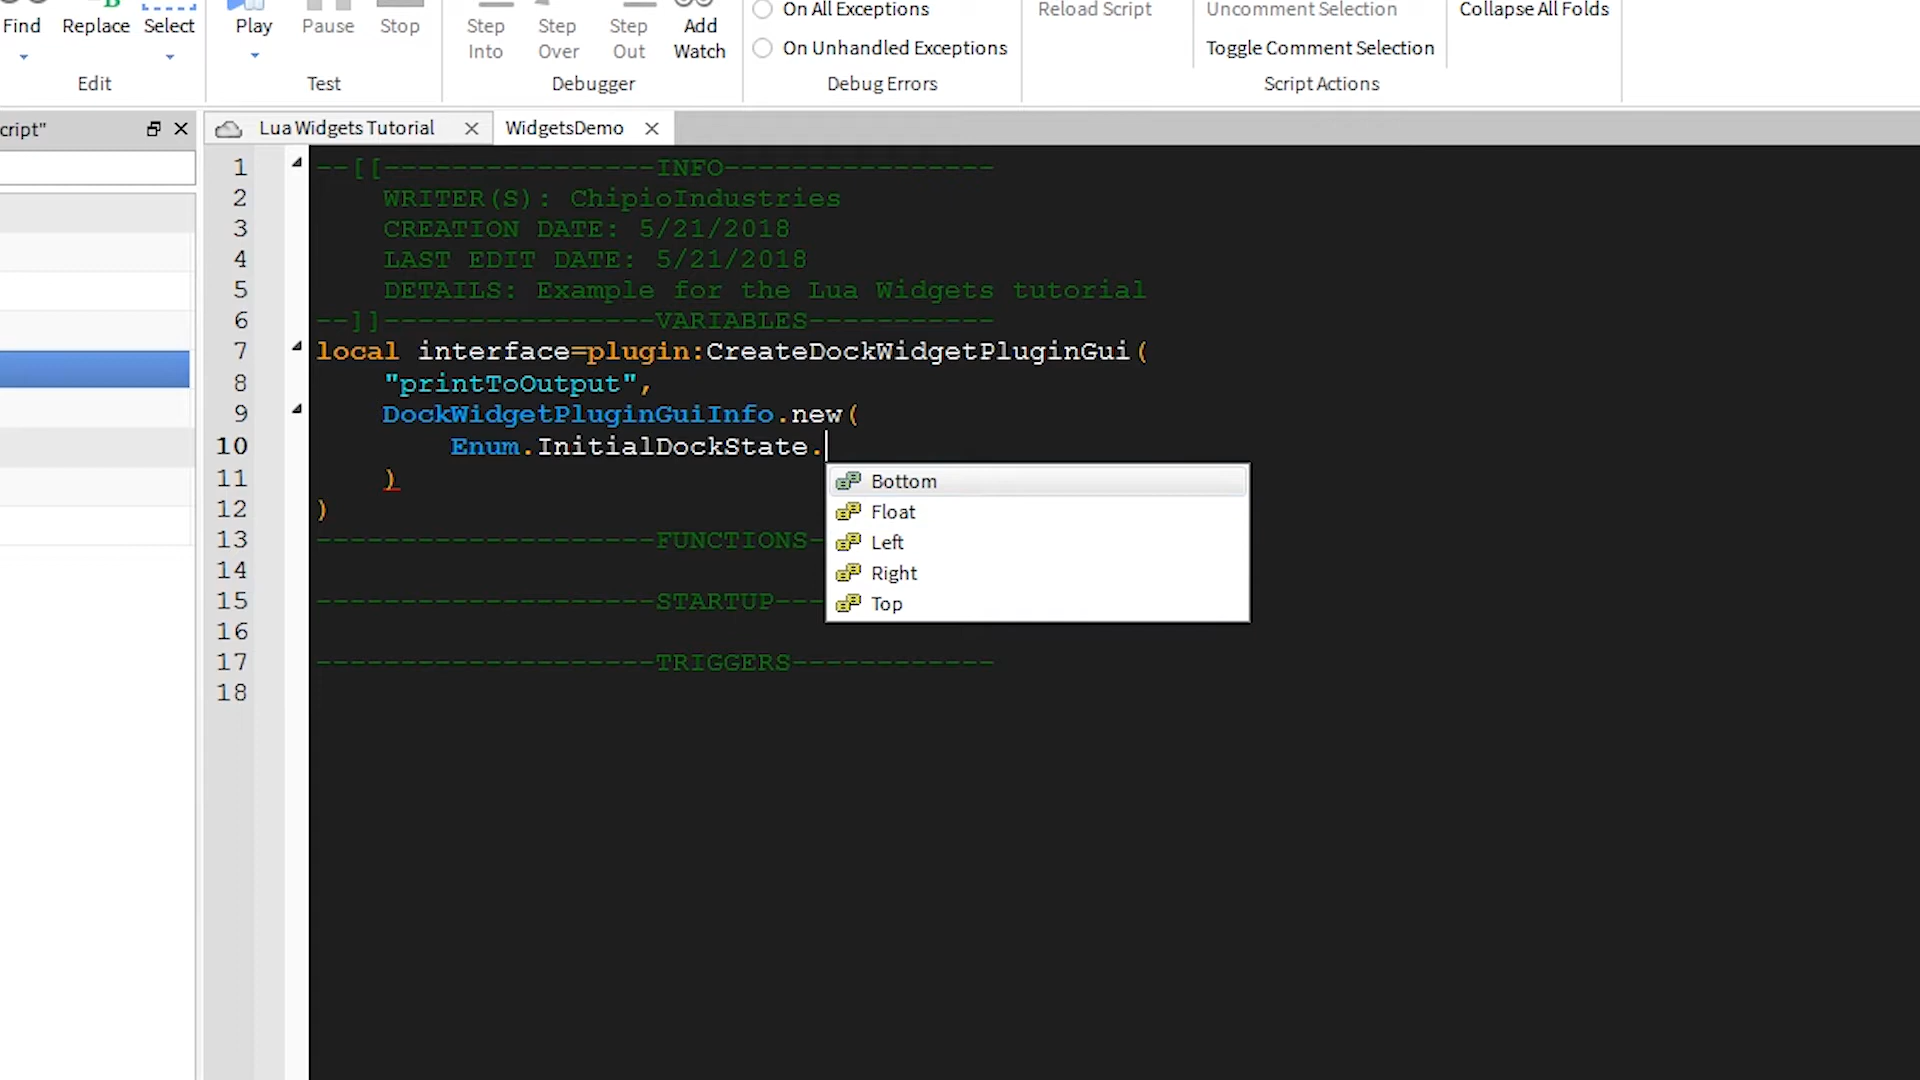 Find Replace Select
Edit
Play Pause Stop
Test
Step Into Step Over Step Out Add Watch
Debugger
On All Exceptions
On Unhandled Exceptions
Debug Errors
Reload Script
Uncomment Selection
Toggle Comment Selection
Script Actions
Collapse All Folds
cript"
Lua Widgets Tutorial
WidgetsDemo
1 --[[----------------INFO----------------
2 WRITER(S): ChipioIndustries
3 CREATION DATE: 5/21/2018
4 LAST EDIT DATE: 5/21/2018
5 DETAILS: Example for the Lua Widgets tutorial
6 --]]----------------VARIABLES-----------
7 local interface=plugin:CreateDockWidgetPluginGui(
8 "printToOutput",
9 DockWidgetPluginGuiInfo.new(
10 Enum.InitialDockState.
11 )
12 )
13 --------------------FUNCTIONS-
14
15 --------------------STARTUP---
16
17 --------------------TRIGGERS------------
18
Bottom
Float
Left
Right
Top